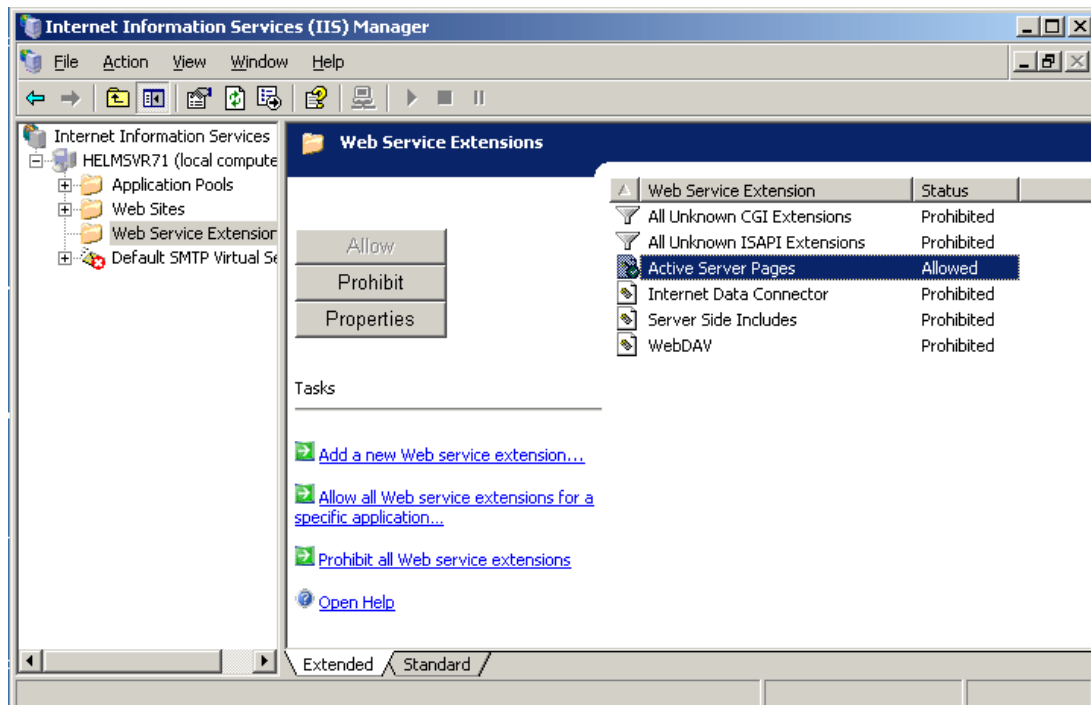 Internet Information Services (IIS) Manager
File Action View Window Help
Internet Information Services
HELMSVR71 (local compute
Application Pools
Web Sites
Web Service Extension
Default SMTP Virtual Se
Web Service Extensions
Allow
Prohibit
Properties
Tasks
Add a new Web service extension...
Allow all Web service extensions for a
specific application...
Prohibit all Web service extensions
Open Help
Web Service Extension Status
All Unknown CGI Extensions Prohibited
All Unknown ISAPI Extensions Prohibited
Active Server Pages Allowed
Internet Data Connector Prohibited
Server Side Includes Prohibited
WebDAV Prohibited
Extended Standard